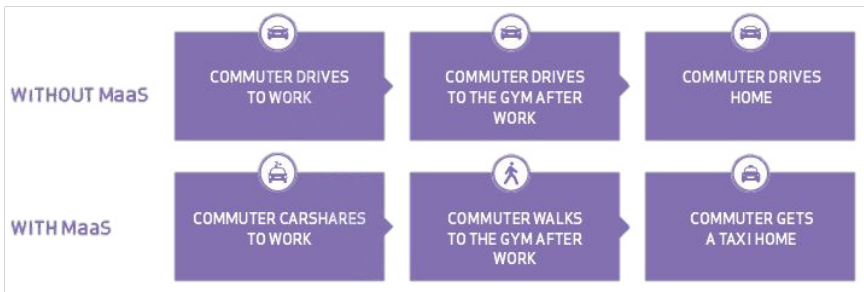 WITHOUT MaaS
COMMUTER DRIVES
TO WORK
COMMUTER DRIVES
TO THE GYM AFTER
WORK
COMMUTER DRIVES
HOME
WITH MaaS
COMMUTER CARSHARES
TO WORK
COMMUTER WALKS
TO THE GYM AFTER
WORK
COMMUTER GETS
A TAXI HOME